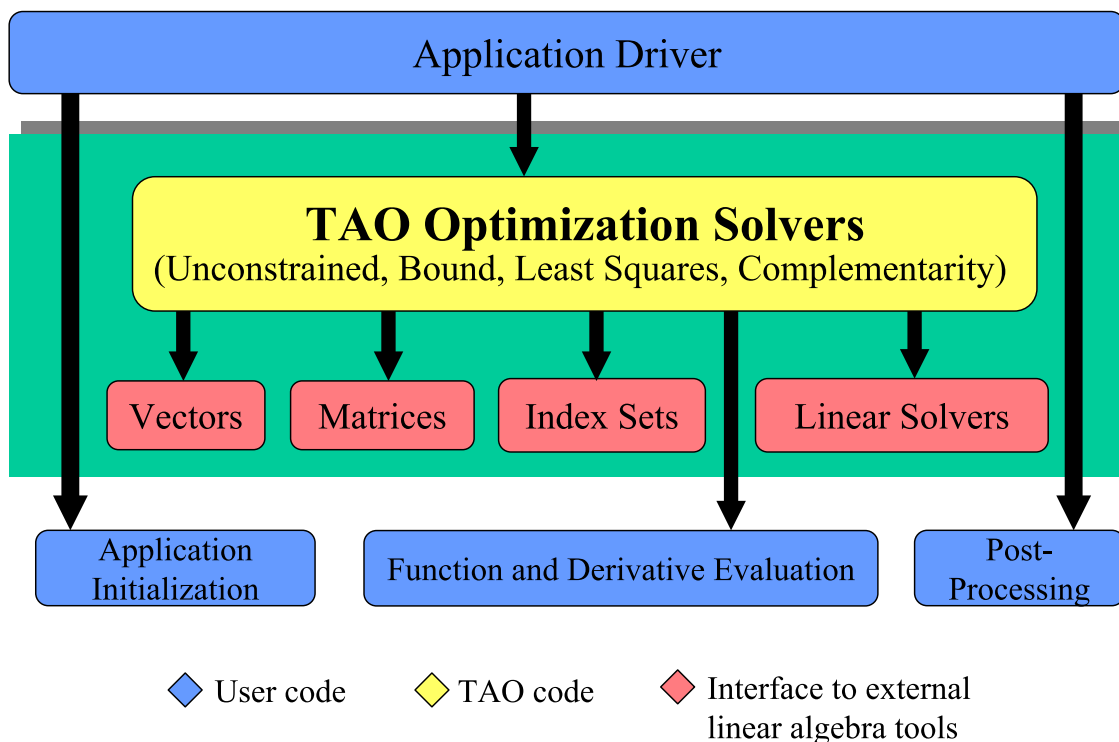 Application Driver
TAO Optimization Solvers
(Unconstrained, Bound, Least Squares, Complementarity)
Vectors
Matrices
Index Sets
Linear Solvers
Application
Initialization
Function and Derivative Evaluation
Post-
Processing
User code
TAO code
Interface to external
linear algebra tools